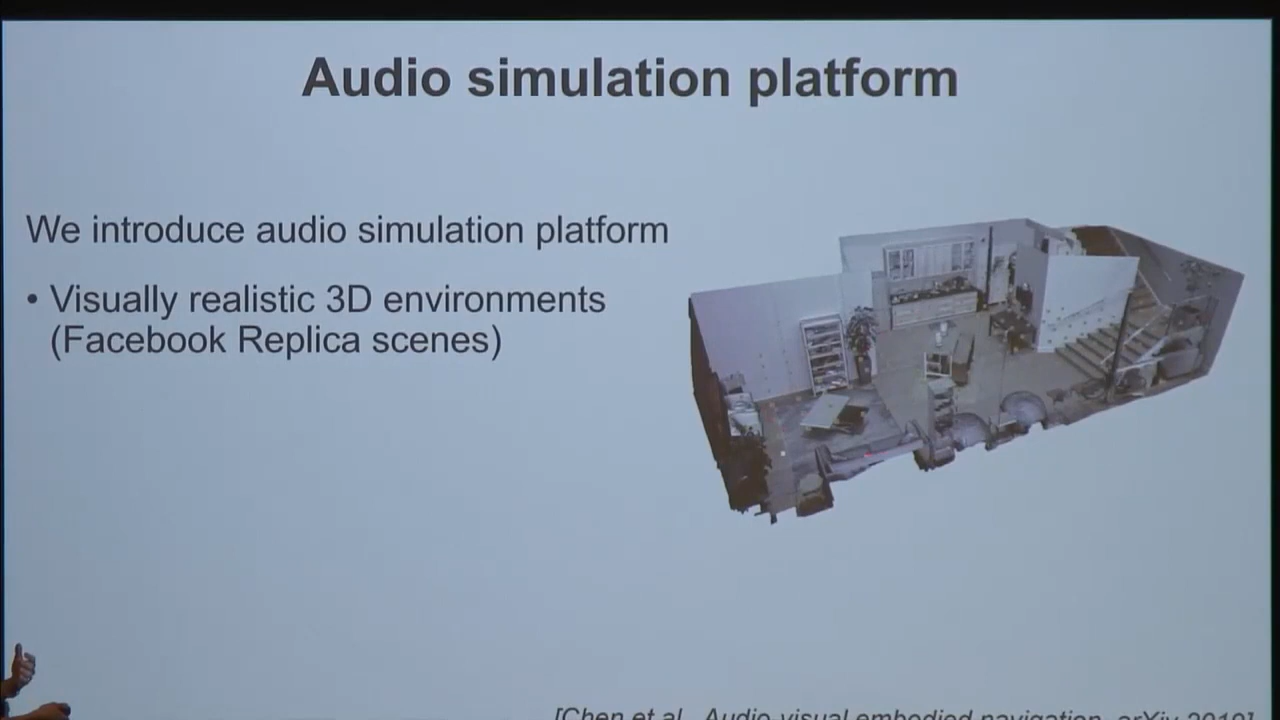 Audio simulation platform
We introduce audio simulation platform
• Visually realistic 3D environments
(Facebook Replica scenes)
[Chen et al., Audio-visual embodied navigation, arXiv 2019]